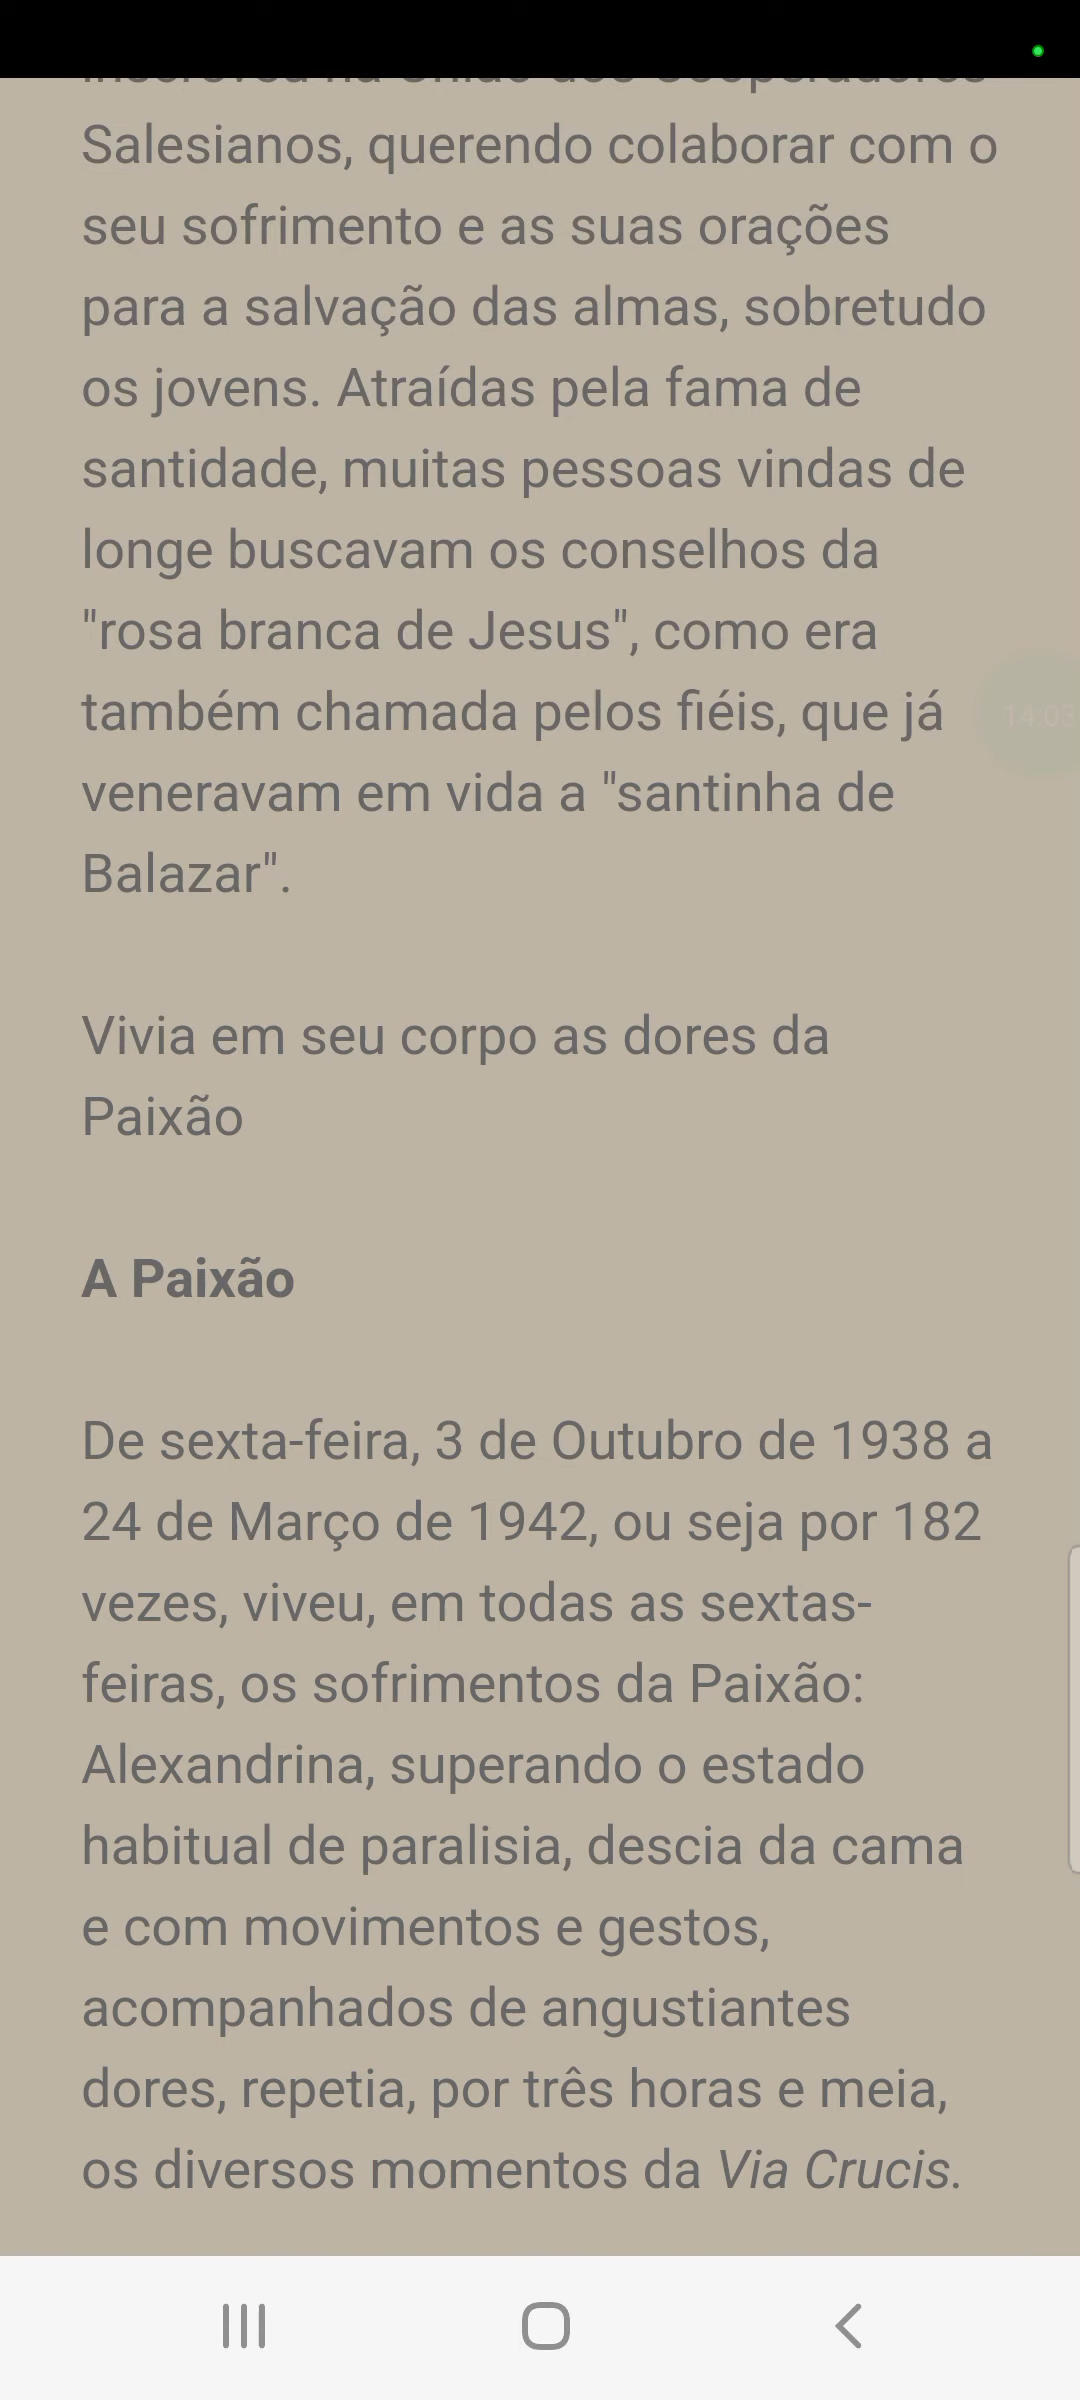 Salesianos, querendo colaborar com o
seu sofrimento e as suas orações
para a salvação das almas, sobretudo
os jovens. Atraídas pela fama de
santidade, muitas pessoas vindas de
longe buscavam os conselhos da
"rosa branca de Jesus", como era
também chamada pelos fiéis, que já
14:03
veneravam em vida a "santinha de
Balazar".
Vivia em seu corpo as dores da
Paixão
A Paixão
De sexta-feira, 3 de Outubro de 1938 a
24 de Março de 1942, ou seja por 182
vezes, viveu, em todas as sextas-
feiras, os sofrimentos da Paixão:
Alexandrina, superando o estado
habitual de paralisia, descia da cama
e com movimentos e gestos,
acompanhados de angustiantes
dores, repetia, por três horas e meia,
os diversos momentos da Via Crucis.